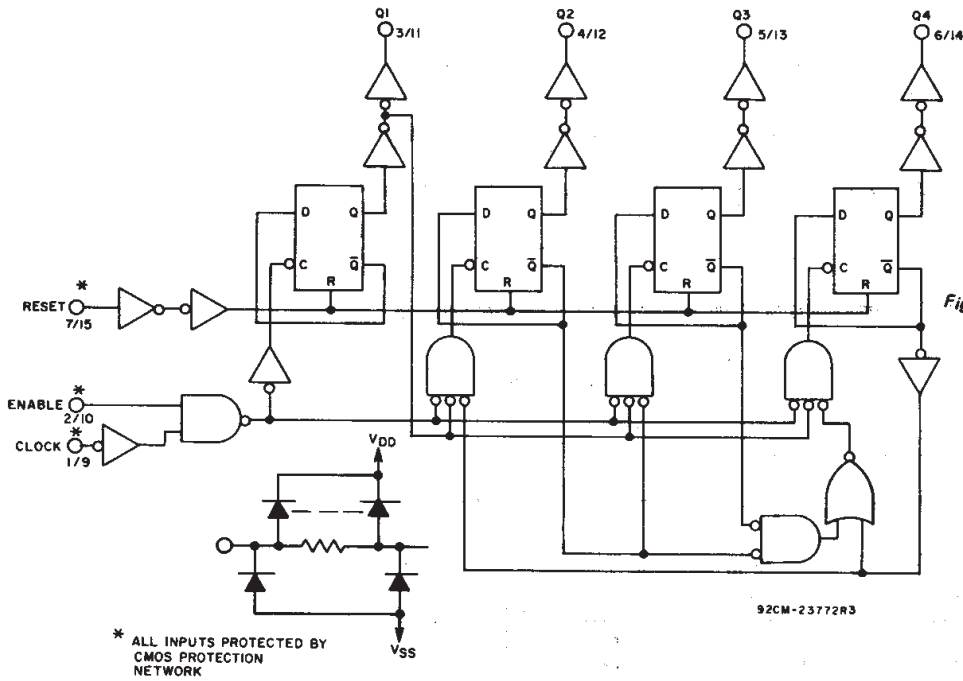 Q1
3/11
Q2
4/12
Q3
5/13
Q4
6/14
D Q
C Q̅
R
D Q
C Q̅
R
D Q
C Q̅
R
D Q
C Q̅
R
RESET *
7/15
Fig
ENABLE *
2/10
CLOCK *
1/9
VDD
VSS
92CM-23772R3
* ALL INPUTS PROTECTED BY
CMOS PROTECTION
NETWORK